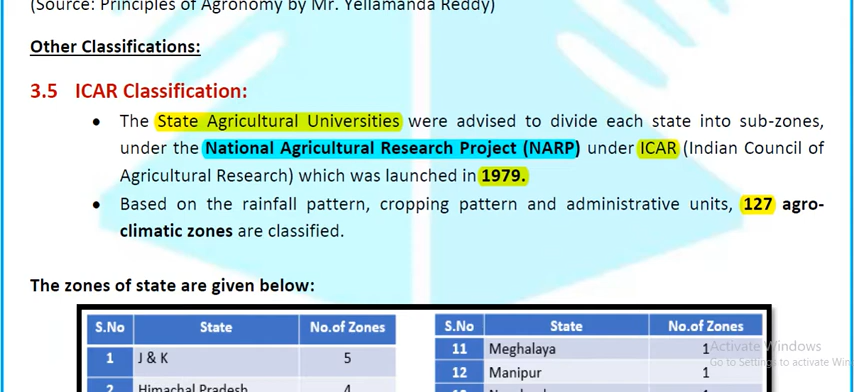 (Source: Principles of Agronomy by Mr. Yellamanda Reddy)
Other Classifications:
3.5 ICAR Classification:
• The State Agricultural Universities were advised to divide each state into sub-zones,
under the National Agricultural Research Project (NARP) under ICAR (Indian Council of
Agricultural Research) which was launched in 1979.
• Based on the rainfall pattern, cropping pattern and administrative units, 127 agro-
climatic zones are classified.
The zones of state are given below:
S.No State No.of Zones
1 J & K 5
2 Himachal Pradesh 4
S.No State No.of Zones
11 Meghalaya 1
12 Manipur 1
Activate Windows
Go to Settings to activate Win